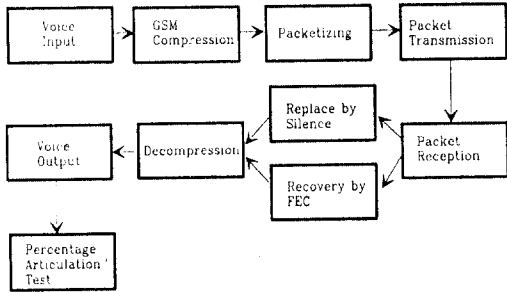 Voice
Input
GSM
Compression
Packetizing
Packet
Transmission
Replace by
Silence
Voice
Output
Decompression
Packet
Reception
Recovery by
FEC
Percentage
Articulation
Test